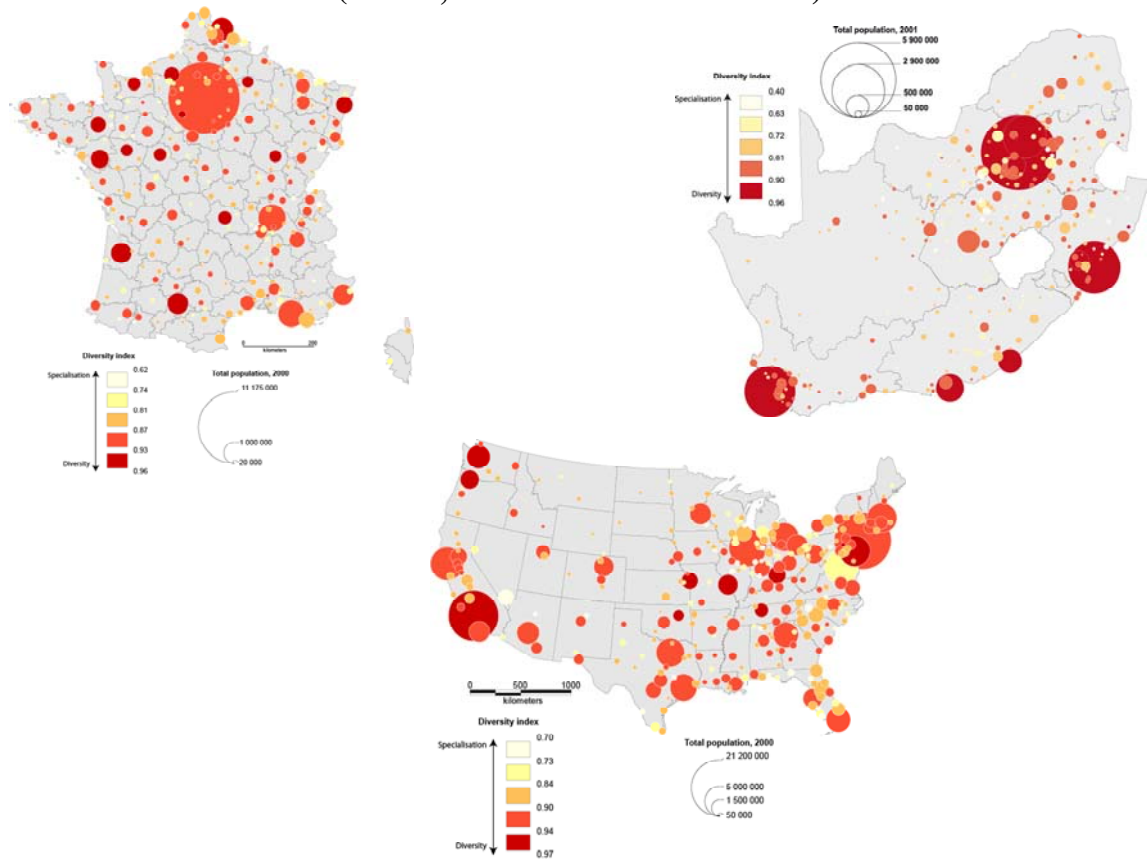 Total population, 2001
5 900 000
2 900 000
500 000
50 000
Diversity index
Specialisation
0.40
0.63
0.72
0.81
0.90
0.96
Diversity
200
kilometers
Diversity index
Specialisation
0.62
0.74
0.81
0.87
0.93
0.96
Diversity
Total population, 2000
11 175 000
1 000 000
20 000
0 500 1000
kilometers
Diversity index
Specialisation
0.70
0.73
0.84
0.90
0.94
0.97
Diversity
Total population, 2000
21 200 000
6 000 000
1 500 000
50 000